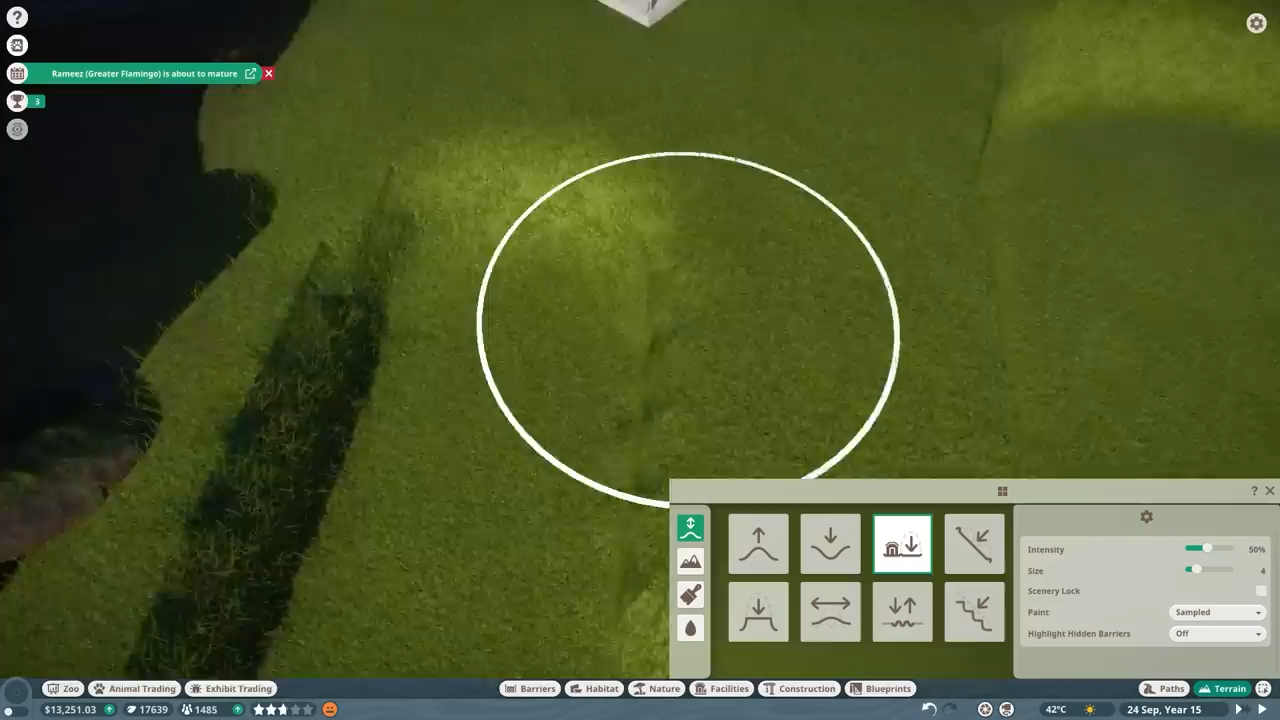 ?
Rameez (Greater Flamingo) is about to mature
3
?
Intensity 50%
Size 4
Scenery Lock
Paint Sampled
Highlight Hidden Barriers Off
Zoo Animal Trading Exhibit Trading Barriers Habitat Nature Facilities Construction Blueprints Paths Terrain
$13,251.03 17639 1485 42°C 24 Sep, Year 15